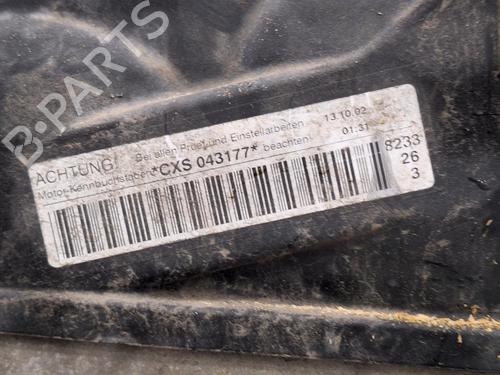 B-PARTS
ACHTUNG! Bei allen Pruef und Einstellarbeiten 13.10.02
Motor-Kennbuchstaben *CXS 043177* beachten! 01:31
8233
26
3